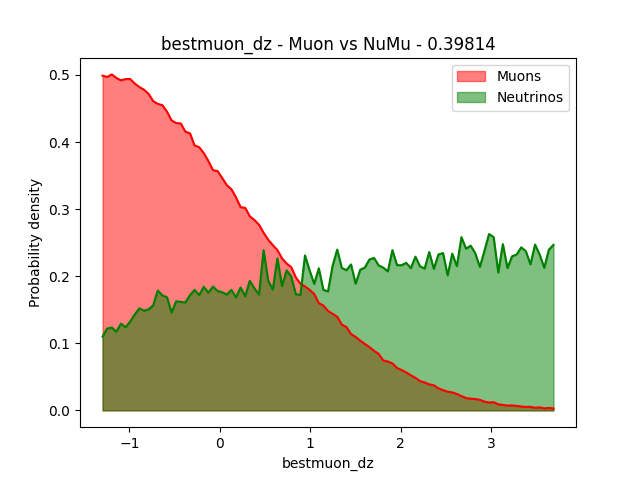 bestmuon_dz - Muon vs NuMu - 0.39814
Muons
Neutrinos
Probability density
0.5
0.4
0.3
0.2
0.1
0.0
−1
0
1
2
3
bestmuon_dz